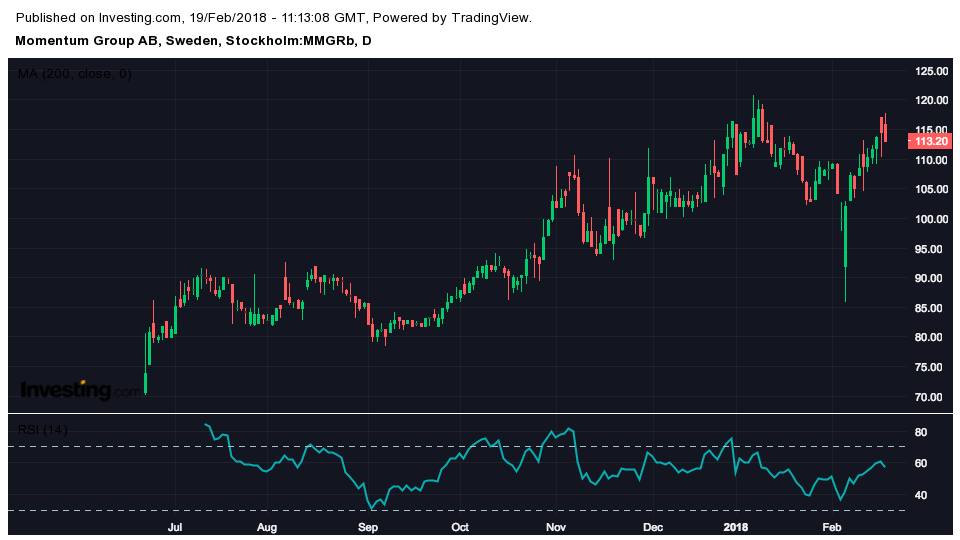 Published on Investing.com, 19/Feb/2018 - 11:13:08 GMT, Powered by TradingView.
Momentum Group AB, Sweden, Stockholm:MMGRb, D
MA (200, close, 0)
125.00
120.00
115.00
113.20
110.00
105.00
100.00
95.00
90.00
85.00
80.00
75.00
70.00
Investing.com
RSI (14)
80
60
40
Jul Aug Sep Oct Nov Dec 2018 Feb